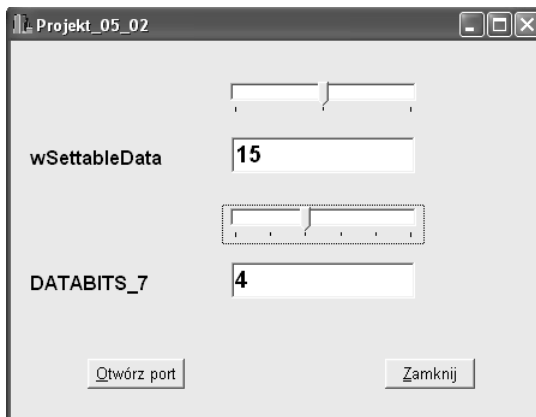 Projekt_05_02
wSettableData
15
DATABITS_7
4
Otwórz port
Zamknij